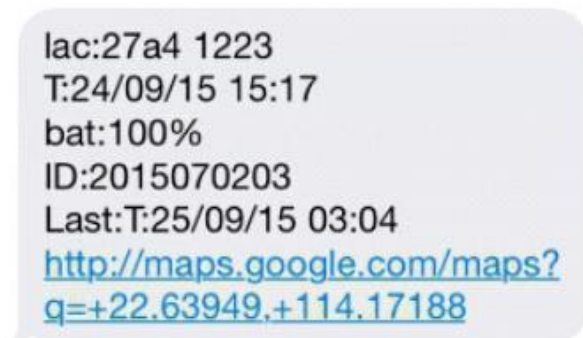 lac:27a4 1223
T:24/09/15 15:17
bat:100%
ID:2015070203
Last:T:25/09/15 03:04
http://maps.google.com/maps?
q=+22.63949,+114.17188